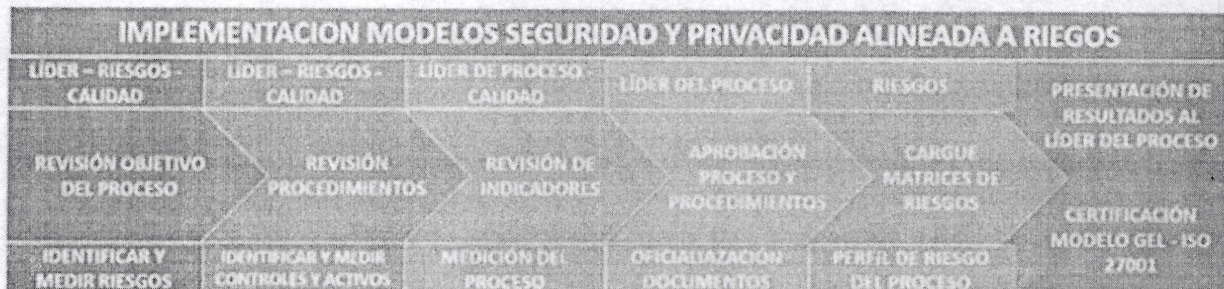 IMPLEMENTACION MODELOS SEGURIDAD Y PRIVACIDAD ALINEADA A RIEGOS
LÍDER – RIESGOS -
CALIDAD
LÍDER – RIESGOS -
CALIDAD
LÍDER DE PROCESO -
CALIDAD
LÍDER DEL PROCESO
RIESGOS
PRESENTACIÓN DE
RESULTADOS AL
LÍDER DEL PROCESO
REVISIÓN OBJETIVO
DEL PROCESO
REVISIÓN
PROCEDIMIENTOS
REVISIÓN DE
INDICADORES
APROBACIÓN
PROCESO Y
PROCEDIMIENTOS
CARGUE
MATRICES DE
RIESGOS
CERTIFICACIÓN
MODELO GEL - ISO
27001
IDENTIFICAR Y
MEDIR RIESGOS
IDENTIFICAR Y MEDIR
CONTROLES Y ACTIVOS
MEDICIÓN DEL
PROCESO
OFICIALIAZACIÓN
DOCUMENTOS
PERFIL DE RIESGO
DEL PROCESO